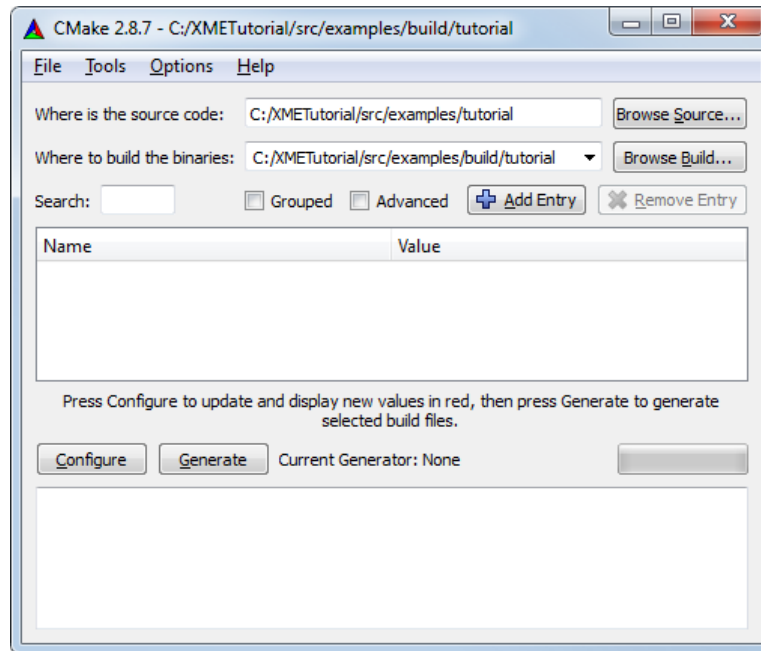 CMake 2.8.7 - C:/XMETutorial/src/examples/build/tutorial
File Tools Options Help
Where is the source code: C:/XMETutorial/src/examples/tutorial Browse Source...
Where to build the binaries: C:/XMETutorial/src/examples/build/tutorial Browse Build...
Search: Grouped Advanced Add Entry Remove Entry
Name Value
Press Configure to update and display new values in red, then press Generate to generate
selected build files.
Configure Generate Current Generator: None